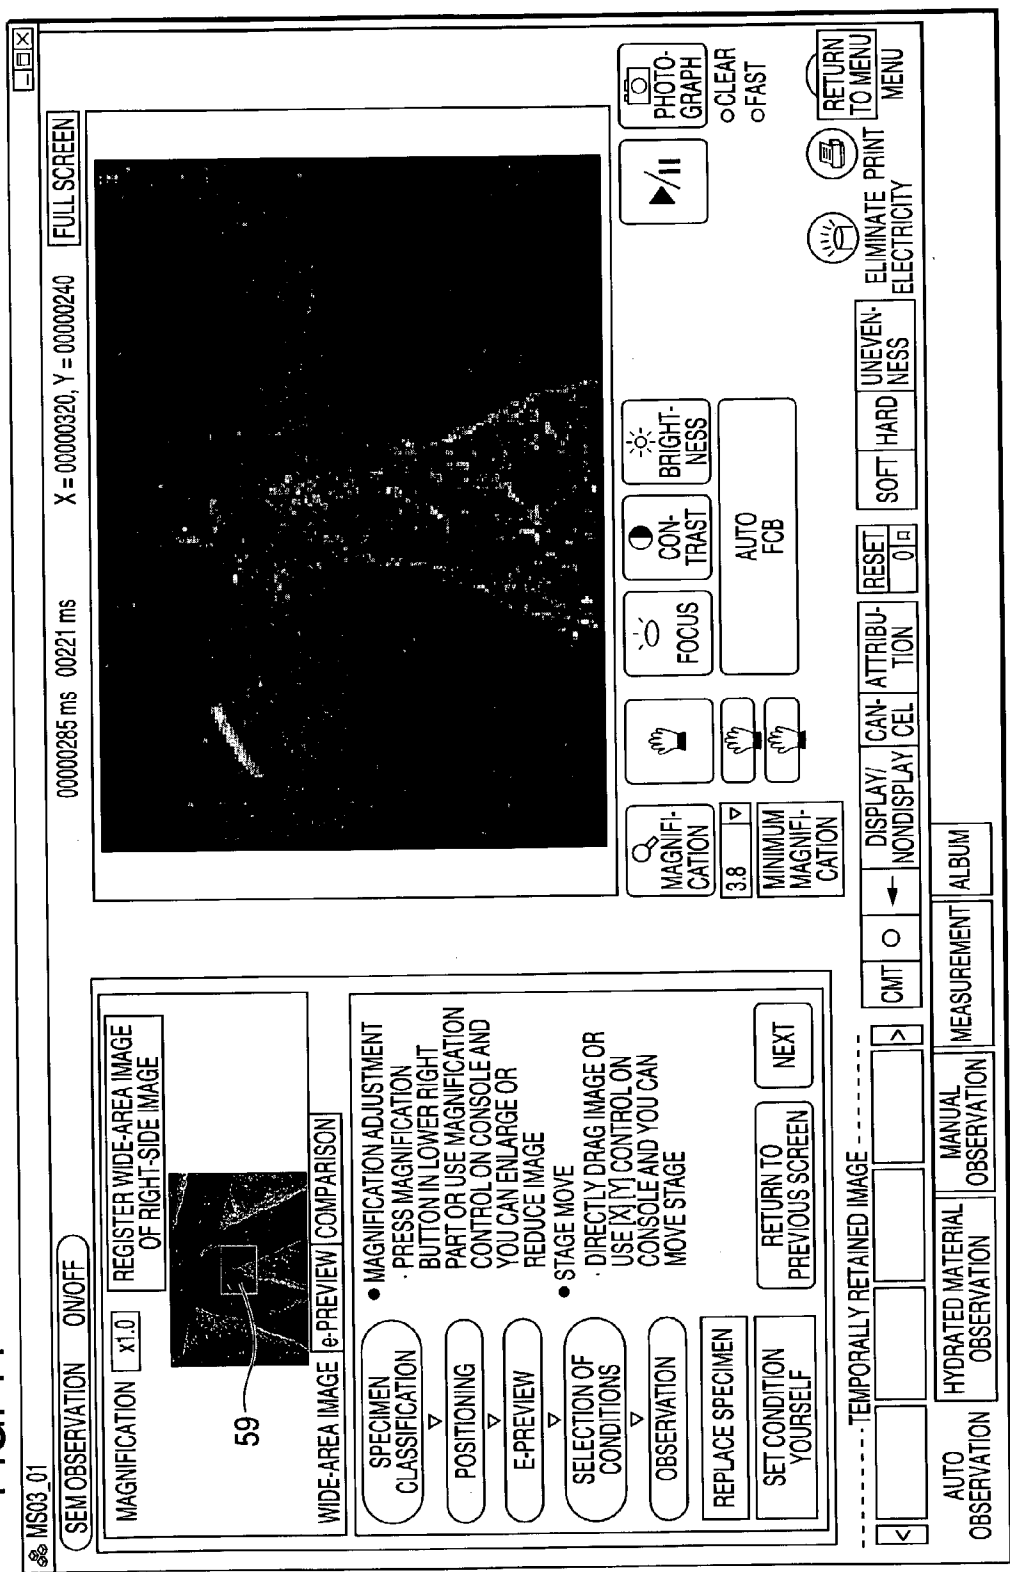 MS03_01
SEM OBSERVATION ON/OFF
00000285 ms 00221 ms
X = 00000320, Y = 00000240
FULL SCREEN
MAGNIFICATION x1.0
REGISTER WIDE-AREA IMAGE
OF RIGHT-SIDE IMAGE
59
WIDE-AREA IMAGE e-PREVIEW COMPARISON
SPECIMEN
CLASSIFICATION
POSITIONING
E-PREVIEW
SELECTION OF
CONDITIONS
OBSERVATION
REPLACE SPECIMEN
SET CONDITION
YOURSELF
● MAGNIFICATION ADJUSTMENT
· PRESS MAGNIFICATION
BUTTON IN LOWER RIGHT
PART OR USE MAGNIFICATION
CONTROL ON CONSOLE AND
YOU CAN ENLARGE OR
REDUCE IMAGE
● STAGE MOVE
· DIRECTLY DRAG IMAGE OR
USE [X] [Y] CONTROL ON
CONSOLE AND YOU CAN
MOVE STAGE
RETURN TO
PREVIOUS SCREEN
NEXT
MAGNIFI-
CATION
3.8
MINIMUM
MAGNIFI-
CATION
FOCUS
CON-
TRAST
BRIGHT-
NESS
AUTO
FCB
PHOTO-
GRAPH
CLEAR
FAST
TEMPORALLY RETAINED IMAGE
CMT
DISPLAY/
NONDISPLAY
CAN-
CEL
ATTRIBU-
TION
RESET
0
SOFT
HARD
UNEVEN-
NESS
ELIMINATE
ELECTRICITY
PRINT
RETURN
TO MENU
MENU
AUTO
OBSERVATION
HYDRATED MATERIAL
OBSERVATION
MANUAL
OBSERVATION
MEASUREMENT
ALBUM